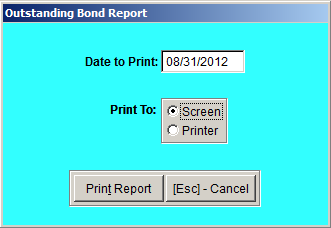 Outstanding Bond Report
Date to Print: 08/31/2012
Print To: Screen
Printer
Print Report [Esc] - Cancel